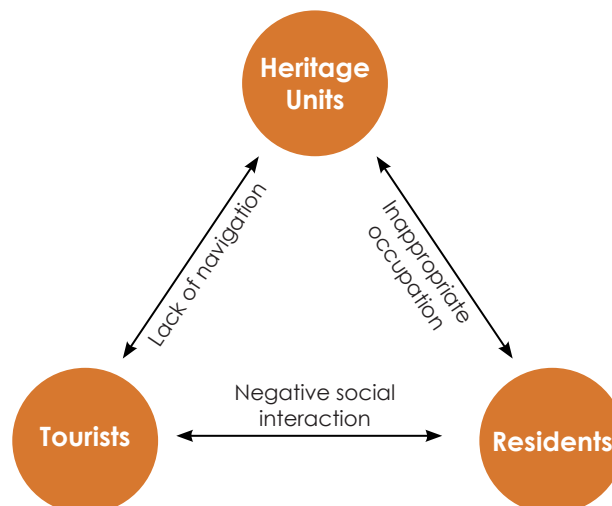 Heritage
Units
Lack of navigation
Inappropriate
occupation
Negative social
interaction
Tourists
Residents